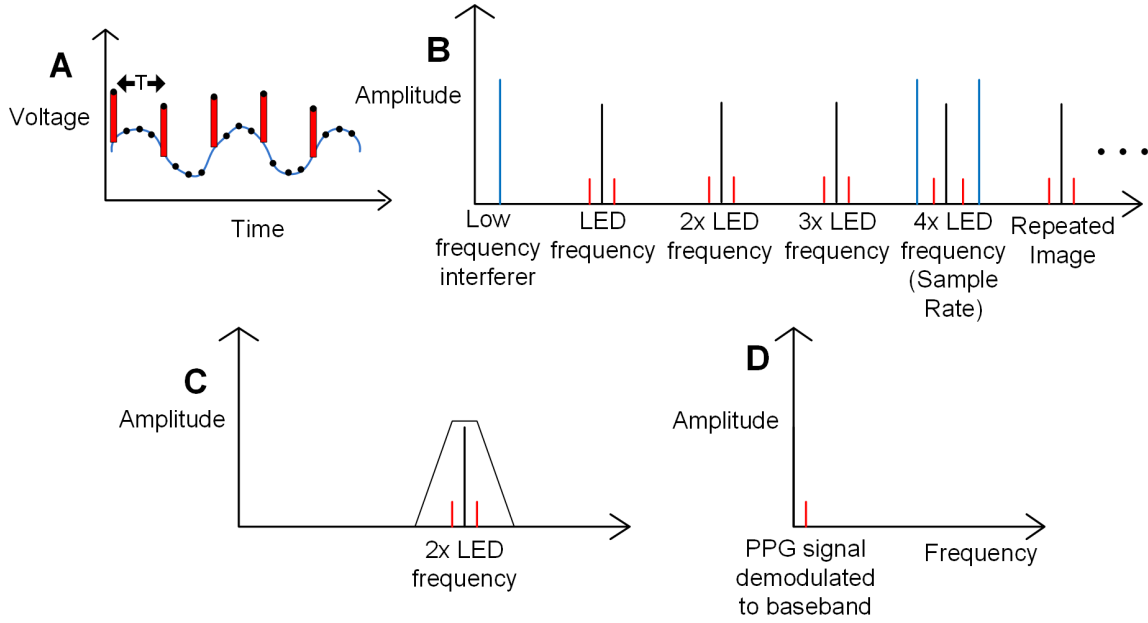 A
T
Voltage
Time
B
Amplitude
Low
frequency
interferer
LED
frequency
2x LED
frequency
3x LED
frequency
4x LED
frequency
(Sample
Rate)
Repeated
Image
C
Amplitude
2x LED
frequency
D
Amplitude
PPG signal
demodulated
to baseband
Frequency